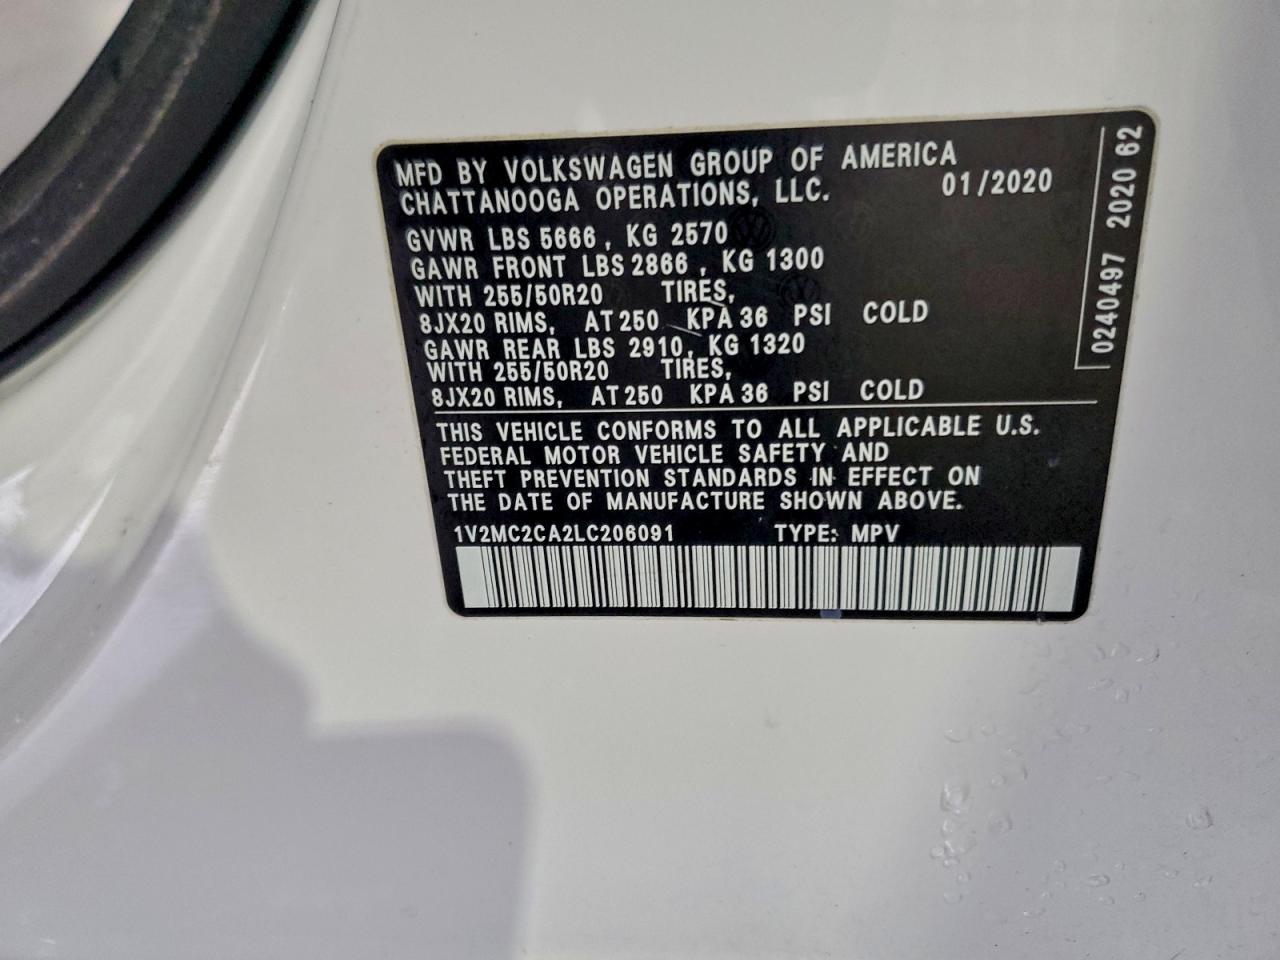 MFD BY VOLKSWAGEN GROUP OF AMERICA
CHATTANOOGA OPERATIONS, LLC. 01/2020
GVWR LBS 5666, KG 2570
GAWR FRONT LBS 2866, KG 1300
WITH 255/50R20 TIRES,
8JX20 RIMS, AT 250 KPA 36 PSI COLD
GAWR REAR LBS 2910, KG 1320
WITH 255/50R20 TIRES,
8JX20 RIMS, AT 250 KPA 36 PSI COLD
THIS VEHICLE CONFORMS TO ALL APPLICABLE U.S.
FEDERAL MOTOR VEHICLE SAFETY AND
THEFT PREVENTION STANDARDS IN EFFECT ON
THE DATE OF MANUFACTURE SHOWN ABOVE.
1V2MC2CA2LC206091 TYPE: MPV
0240497 2020 62